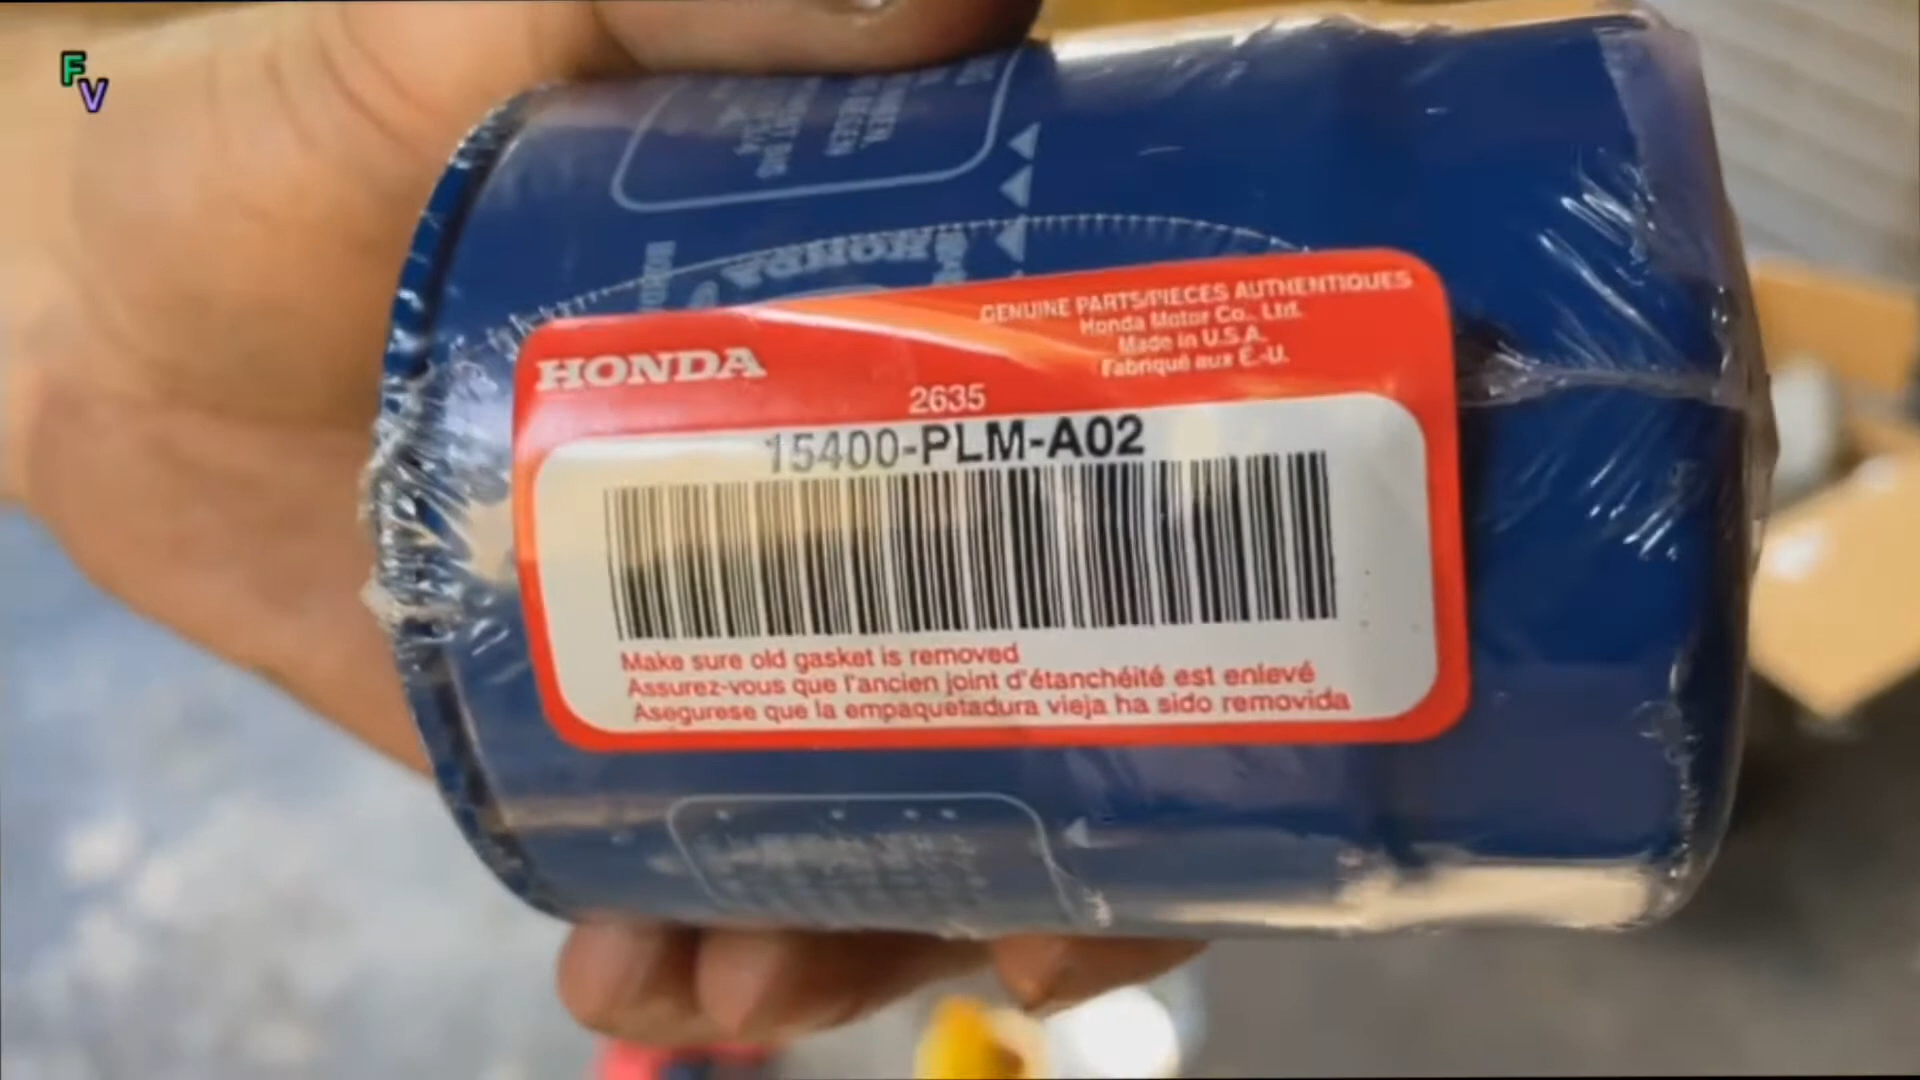 F
V
HONDA
GENUINE PARTS/PIECES AUTHENTIQUES
Honda Motor Co., Ltd.
Made in U.S.A.
Fabriqué aux É.-U.
2635
15400-PLM-A02
Make sure old gasket is removed
Assurez-vous que l'ancien joint d'étanchéité est enlevé
Asegurese que la empaquetadura vieja ha sido removida
HONDA